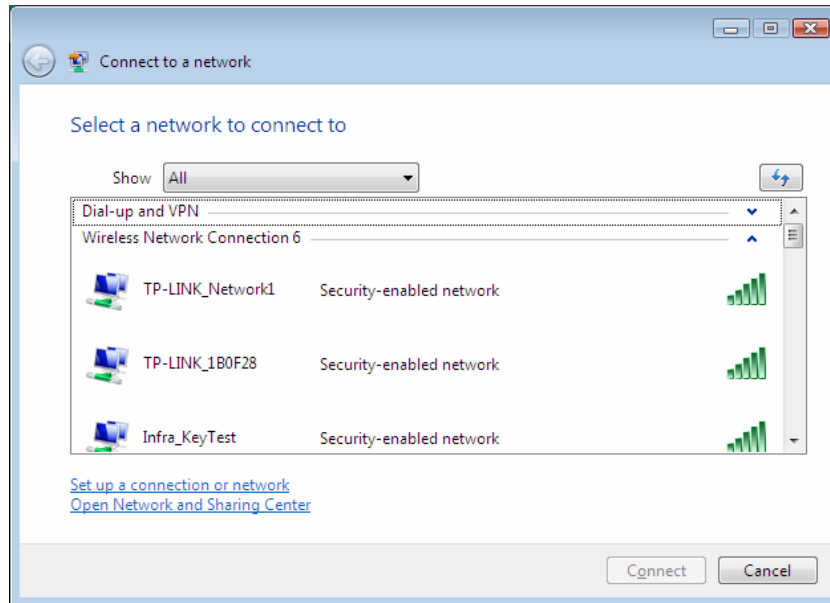 Connect to a network
Select a network to connect to
Show All
Dial-up and VPN
Wireless Network Connection 6
TP-LINK_Network1 Security-enabled network
TP-LINK_1B0F28 Security-enabled network
Infra_KeyTest Security-enabled network
Set up a connection or network
Open Network and Sharing Center
Connect Cancel